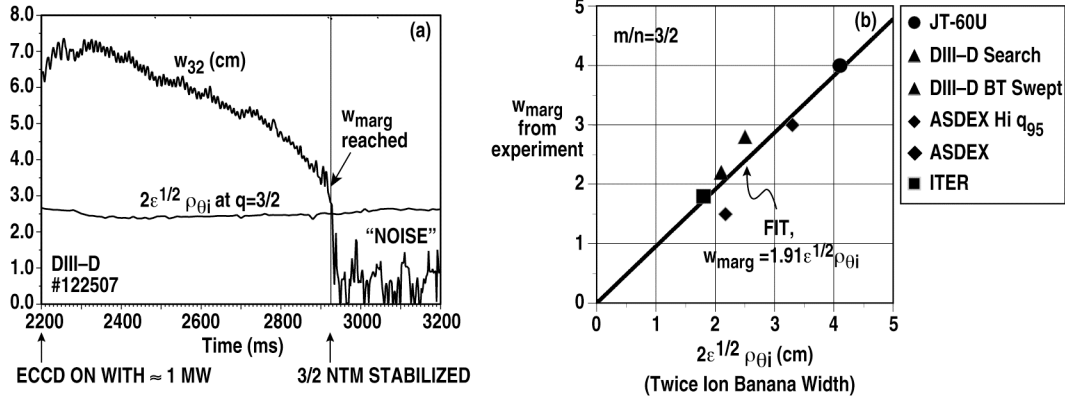 (a)
8.0
7.0
6.0
5.0
4.0
3.0
2.0
1.0
0.0
w32 (cm)
wmarg
reached
2ε1/2 ρθi at q=3/2
"NOISE"
DIII–D
#122507
2200 2400 2600 2800 3000 3200
Time (ms)
ECCD ON WITH ≈ 1 MW
3/2 NTM STABILIZED
(b)
m/n=3/2
5
4
3
2
1
0
wmarg
from
experiment
FIT,
wmarg =1.91ε1/2ρθi
0 1 2 3 4 5
2ε1/2 ρθi (cm)
(Twice Ion Banana Width)
JT-60U
DIII–D Search
DIII–D BT Swept
ASDEX Hi q95
ASDEX
ITER